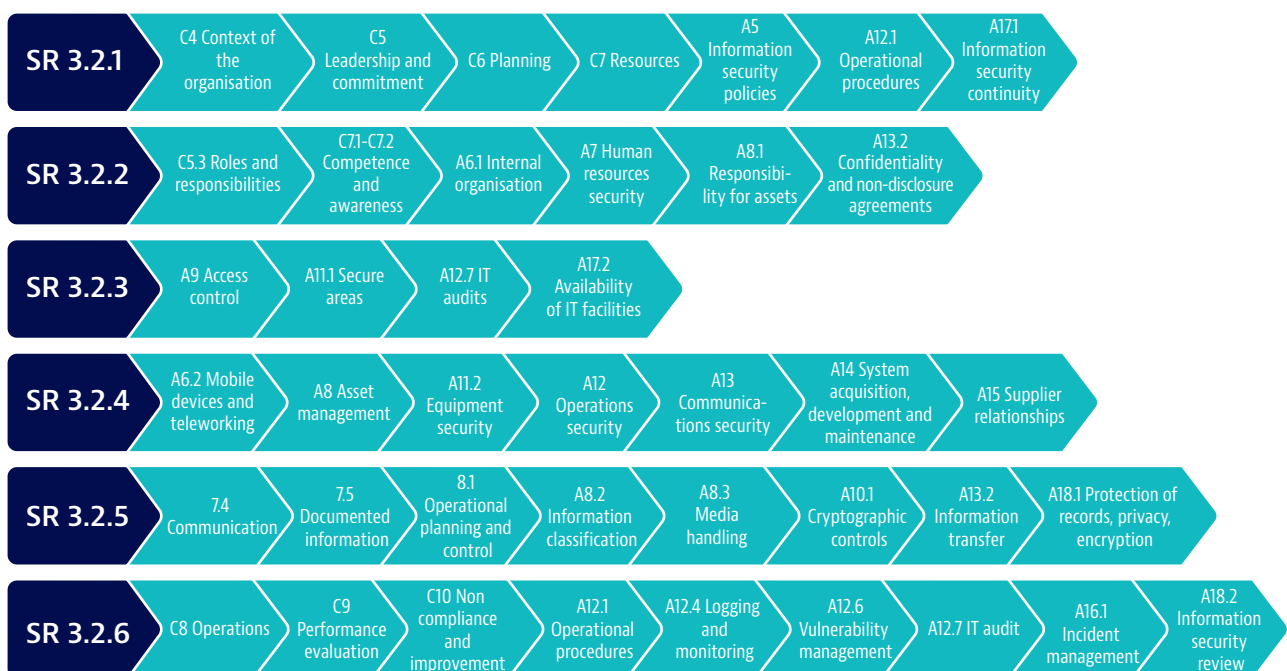 SR 3.2.1
C4 Context of
the
organisation
C5
Leadership and
commitment
C6 Planning
C7 Resources
A5
Information
security
policies
A12.1
Operational
procedures
A17.1
Information
security
continuity
SR 3.2.2
C5.3 Roles and
responsibilities
C7.1-C7.2
Competence
and
awareness
A6.1 Internal
organisation
A7 Human
resources
security
A8.1
Responsibi-
lity for assets
A13.2
Confidentiality
and non-disclosure
agreements
SR 3.2.3
A9 Access
control
A11.1 Secure
areas
A12.7 IT
audits
A17.2
Availability
of IT facilities
SR 3.2.4
A6.2 Mobile
devices and
teleworking
A8 Asset
management
A11.2
Equipment
security
A12
Operations
security
A13
Communica-
tions security
A14 System
acquisition,
development and
maintenance
A15 Supplier
relationships
SR 3.2.5
7.4
Communication
7.5
Documented
information
8.1
Operational
planning and
control
A8.2
Information
classification
A8.3
Media
handling
A10.1
Cryptographic
controls
A13.2
Information
transfer
A18.1 Protection of
records, privacy,
encryption
SR 3.2.6
C8 Operations
C9
Performance
evaluation
C10 Non
compliance
and
improvement
A12.1
Operational
procedures
A12.4 Logging
and
monitoring
A12.6
Vulnerability
management
A12.7 IT audit
A16.1
Incident
management
A18.2
Information
security
review